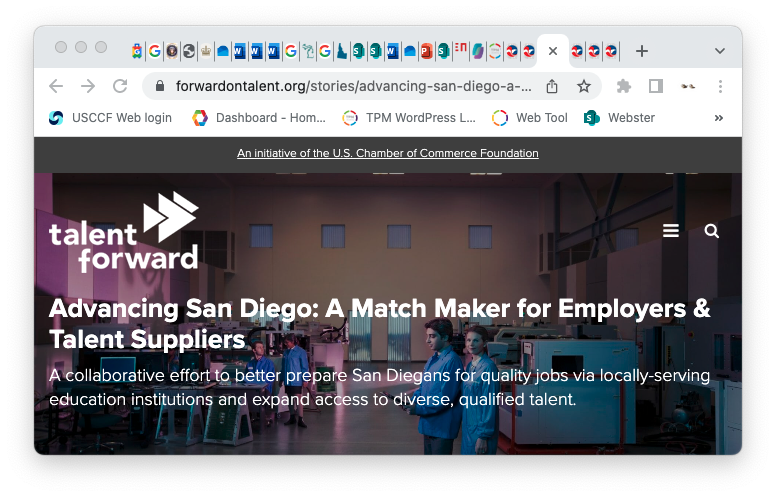 forwardontalent.org/stories/advancing-san-diego-a-...
USCCF Web login
Dashboard - Hom...
TPM WordPress L...
Web Tool
Webster
An initiative of the U.S. Chamber of Commerce Foundation
talent
forward
Advancing San Diego: A Match Maker for Employers &
Talent Suppliers
A collaborative effort to better prepare San Diegans for quality jobs via locally-serving
education institutions and expand access to diverse, qualified talent.